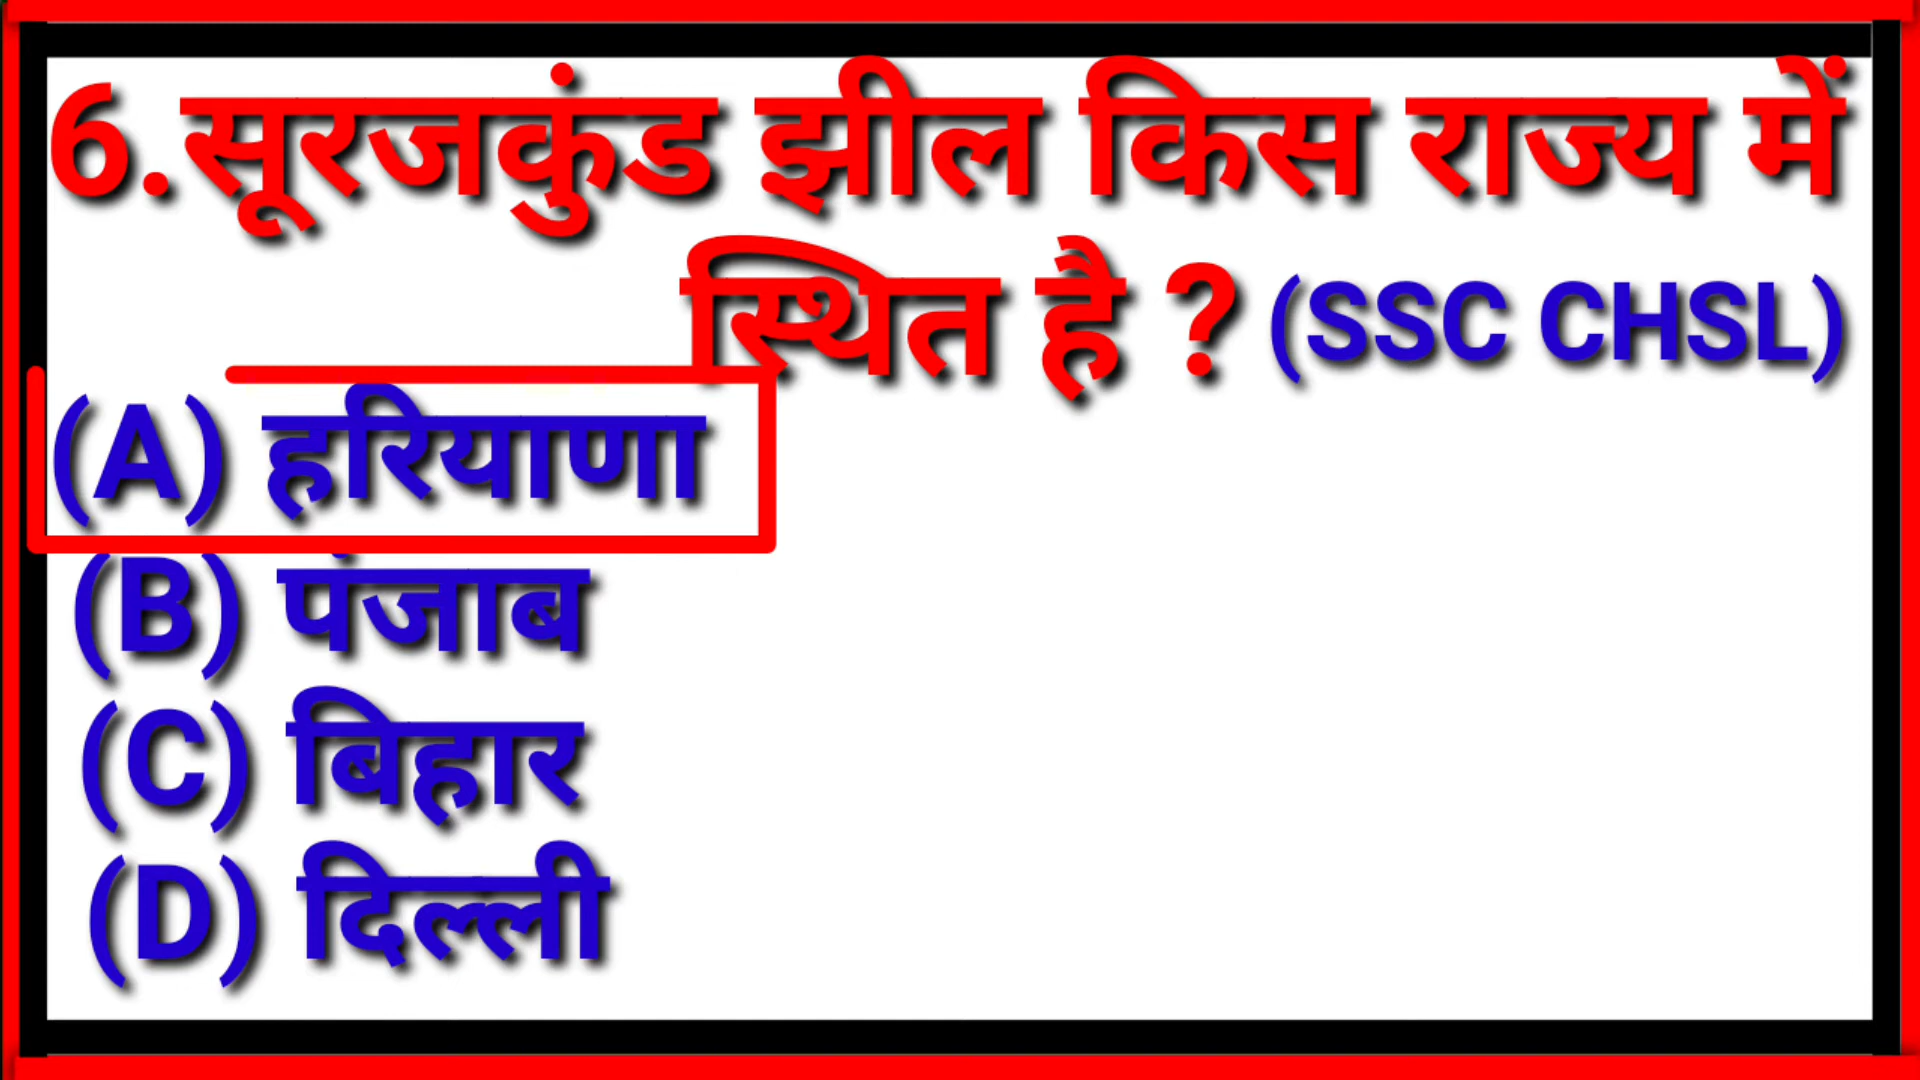 6.सूरजकुंड झील किस राज्य में
स्थित है ? (SSC CHSL)
(A) हरियाणा
(B) पंजाब
(C) बिहार
(D) दिल्ली